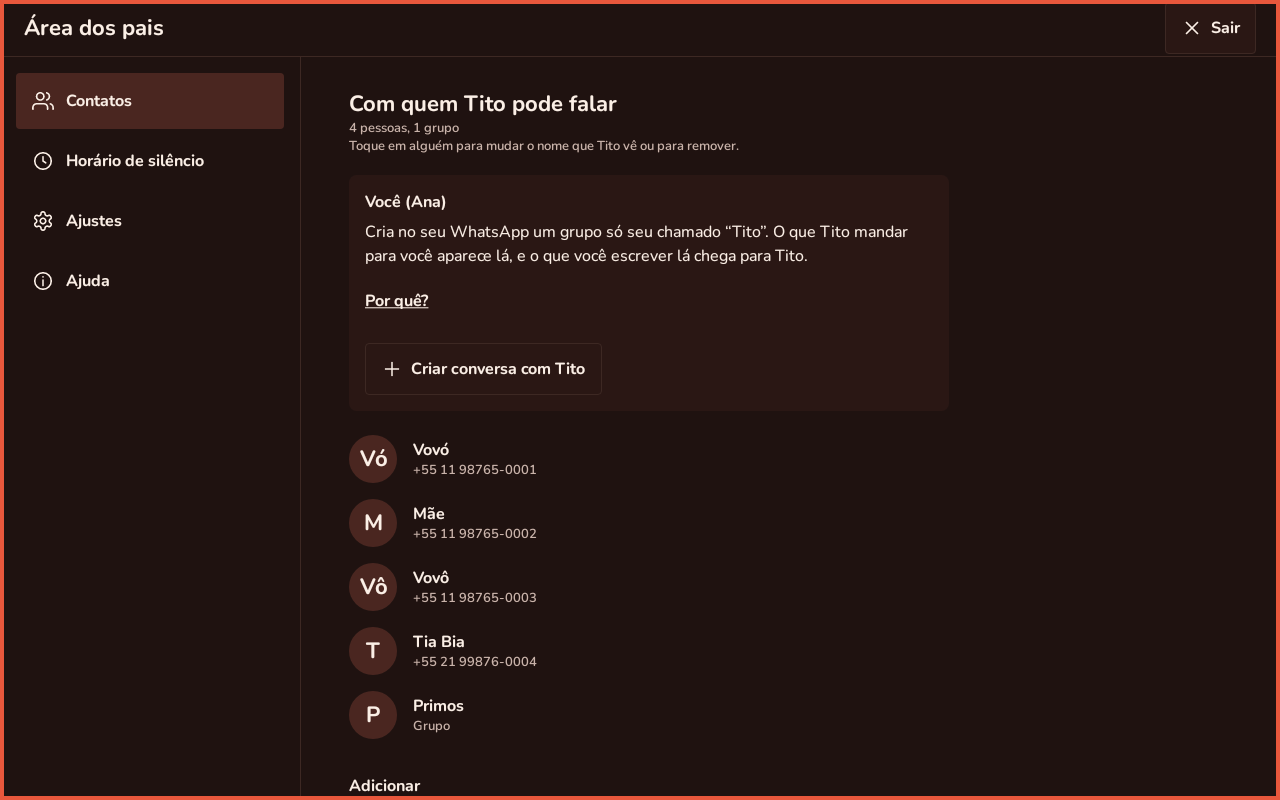 Área dos pais
Sair
Contatos
Horário de silêncio
Ajustes
Ajuda
Com quem Tito pode falar
4 pessoas, 1 grupo
Toque em alguém para mudar o nome que Tito vê ou para remover.
Você (Ana)
Cria no seu WhatsApp um grupo só seu chamado “Tito”. O que Tito mandar
para você aparece lá, e o que você escrever lá chega para Tito.
Por quê?
Criar conversa com Tito
Vó
Vovó
+55 11 98765-0001
M
Mãe
+55 11 98765-0002
Vô
Vovô
+55 11 98765-0003
T
Tia Bia
+55 21 99876-0004
P
Primos
Grupo
Adicionar